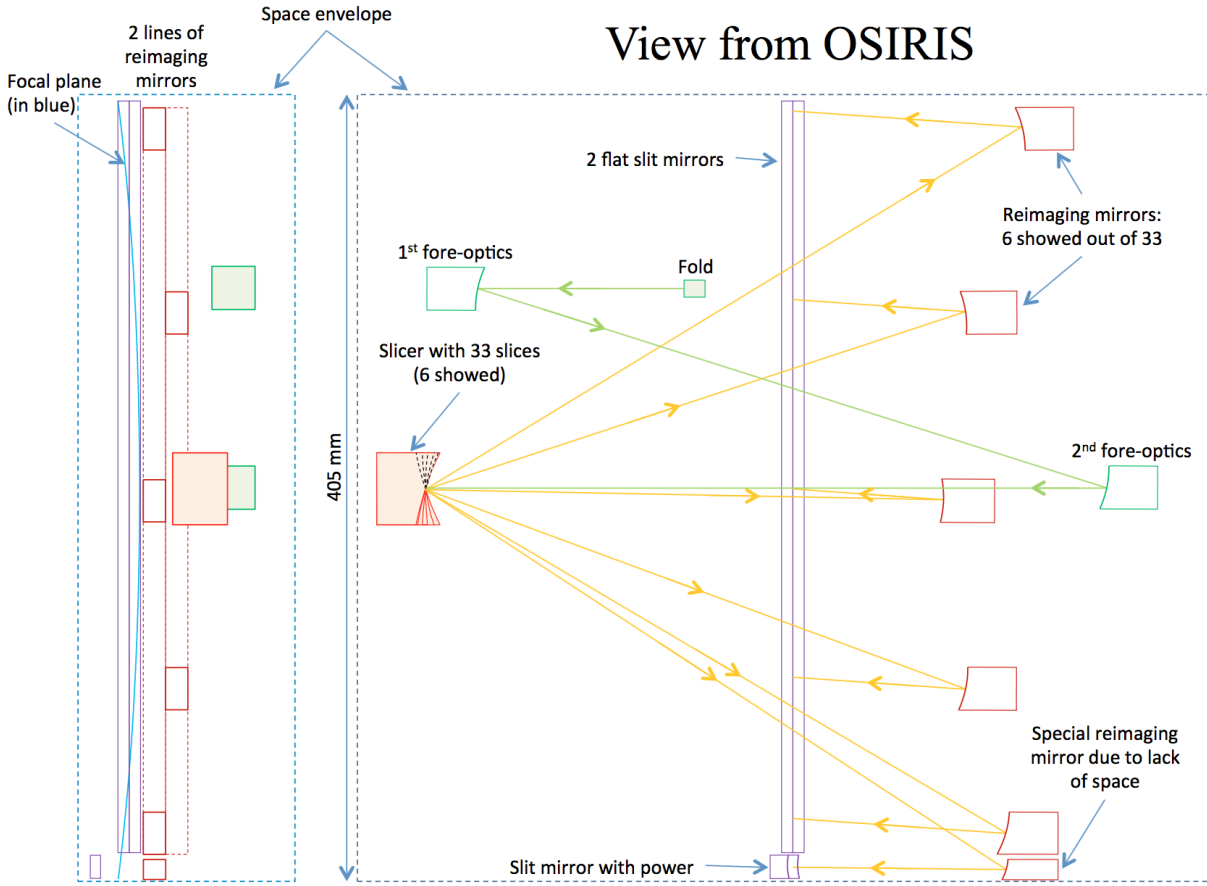 Space envelope
View from OSIRIS
2 lines of
reimaging
mirrors
Focal plane
(in blue)
2 flat slit mirrors
Reimaging mirrors:
6 showed out of 33
1st fore-optics
Fold
Slicer with 33 slices
(6 showed)
405 mm
2nd fore-optics
Special reimaging
mirror due to lack
of space
Slit mirror with power